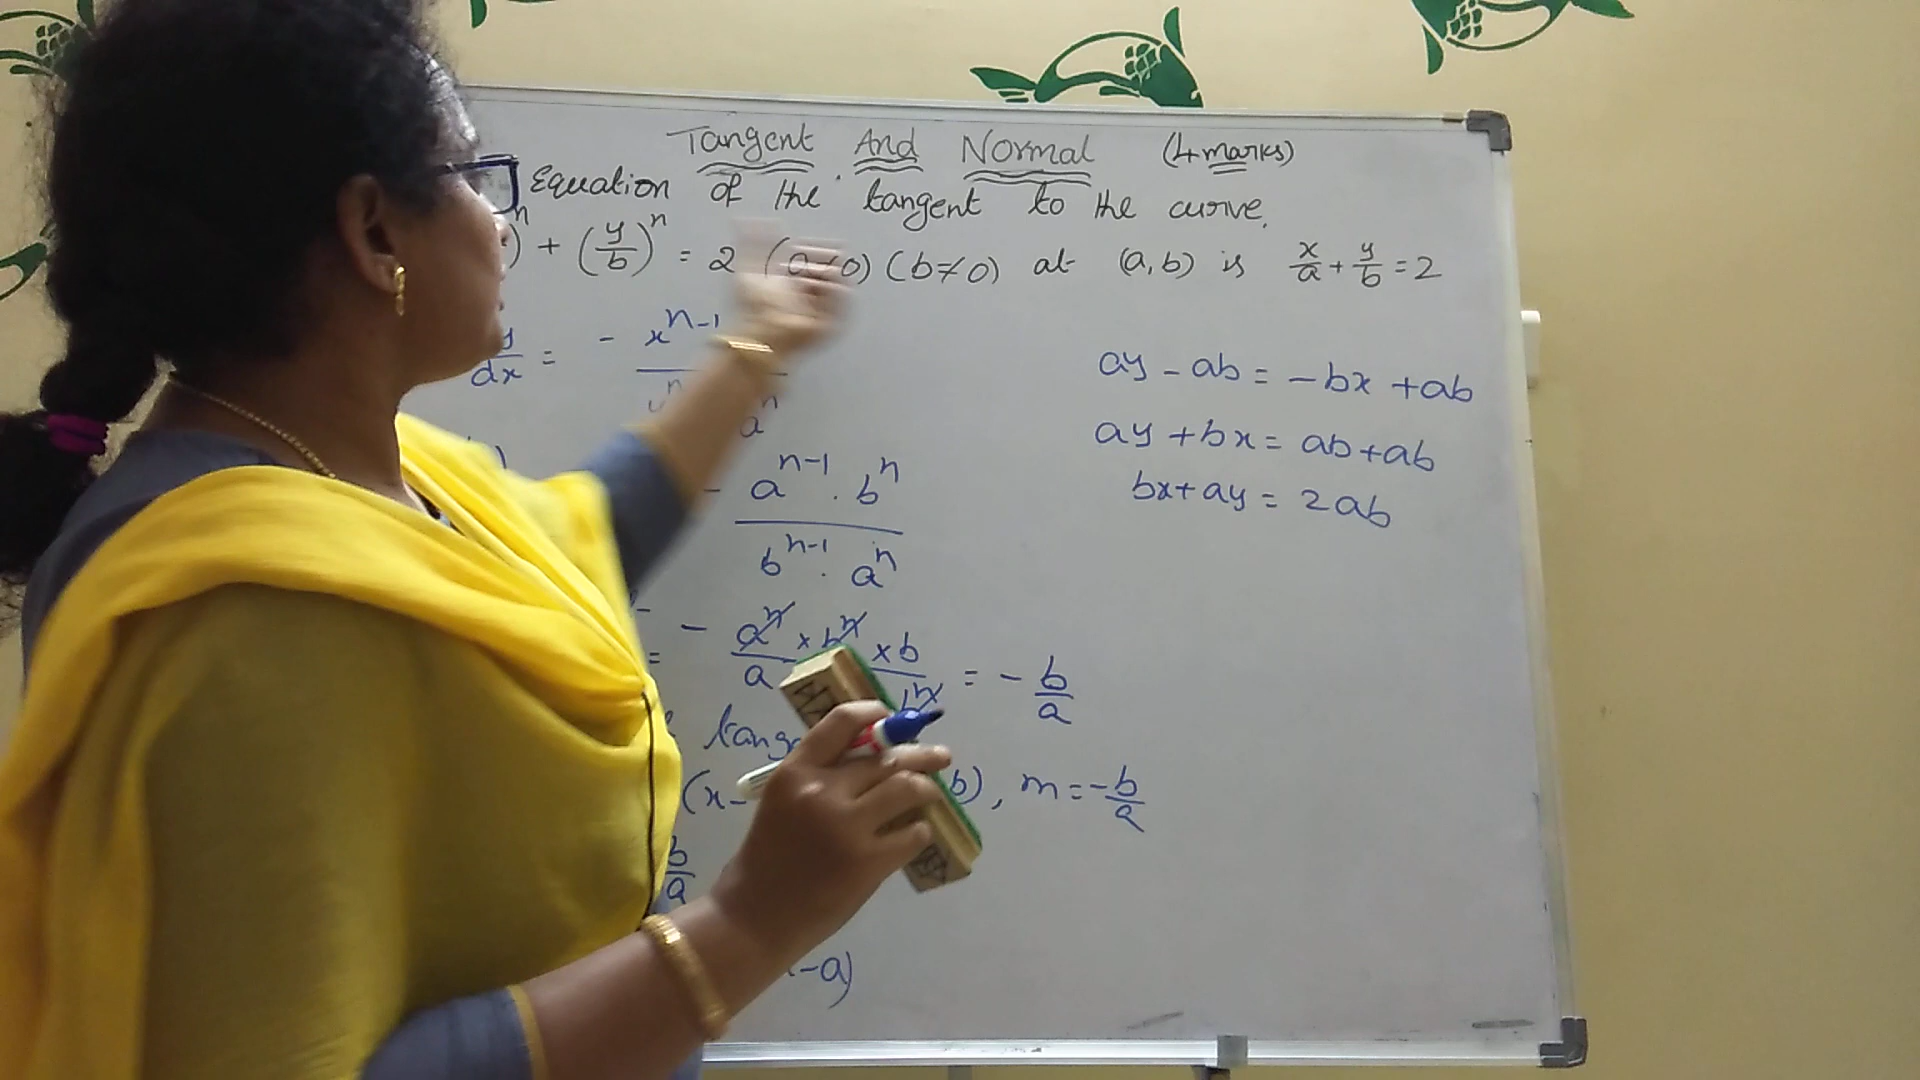 Tangent And Normal (4 marks)
Equation of the tangent to the curve.
)^n + (y/b)^n = 2 (a≠0) (b≠0) at (a, b) is x/a + y/b = 2
y/dx = - x^n-1
a^n
- a^n-1 . b^n / b^n-1 . a^n
= - a^n/a × b^n × b / b^n = - b/a
tange
(x- b), m = -b/a
b/a
-a)
ay - ab = -bx + ab
ay + bx = ab + ab
bx + ay = 2ab